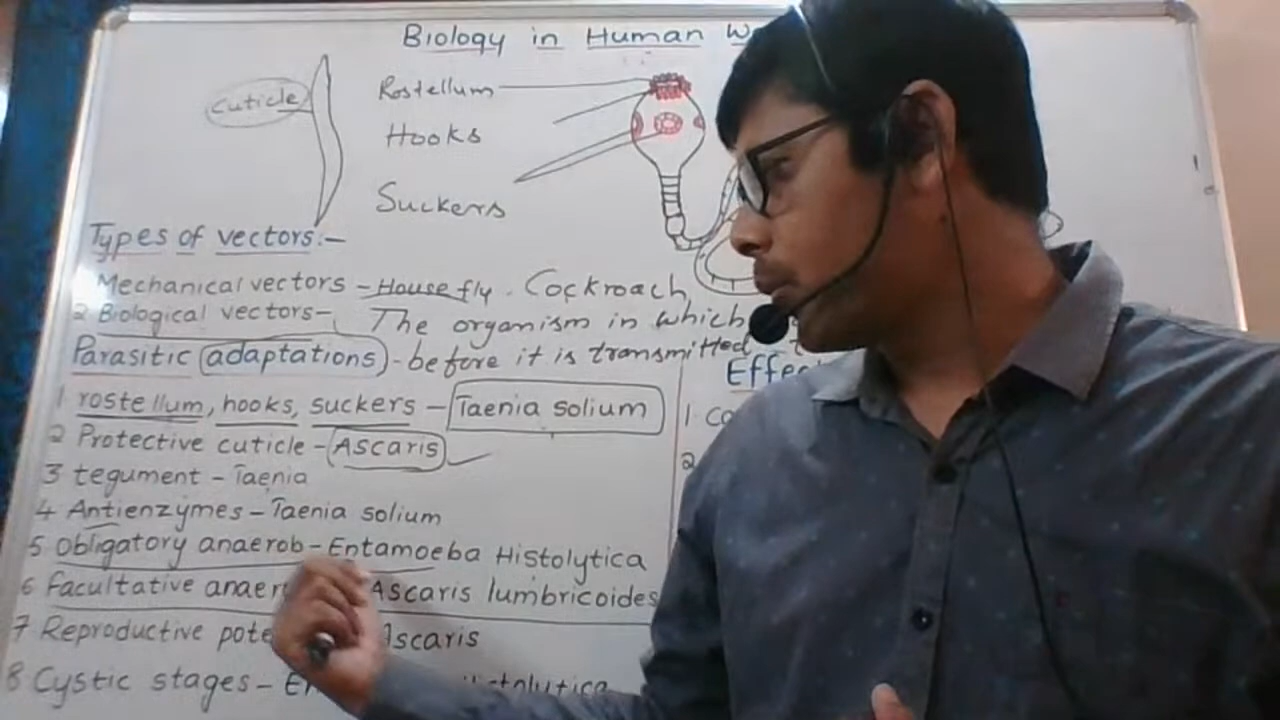 Biology in Human
Cuticle
Rostellum
Hooks
Suckers
Types of vectors:-
Mechanical vectors - House fly. Cockroach
2 Biological vectors- The organism in which
Parasitic adaptations - before it is transmitted
1 rostellum, hooks, suckers - Taenia solium
2 Protective cuticle - Ascaris
3 tegument - Taenia
4 Antienzymes - Taenia solium
5 Obligatory anaerob - Entamoeba Histolytica
6 facultative Ascaris lumbricoides
7 Reproductive Ascaris
8 Cystic stages -
1
2